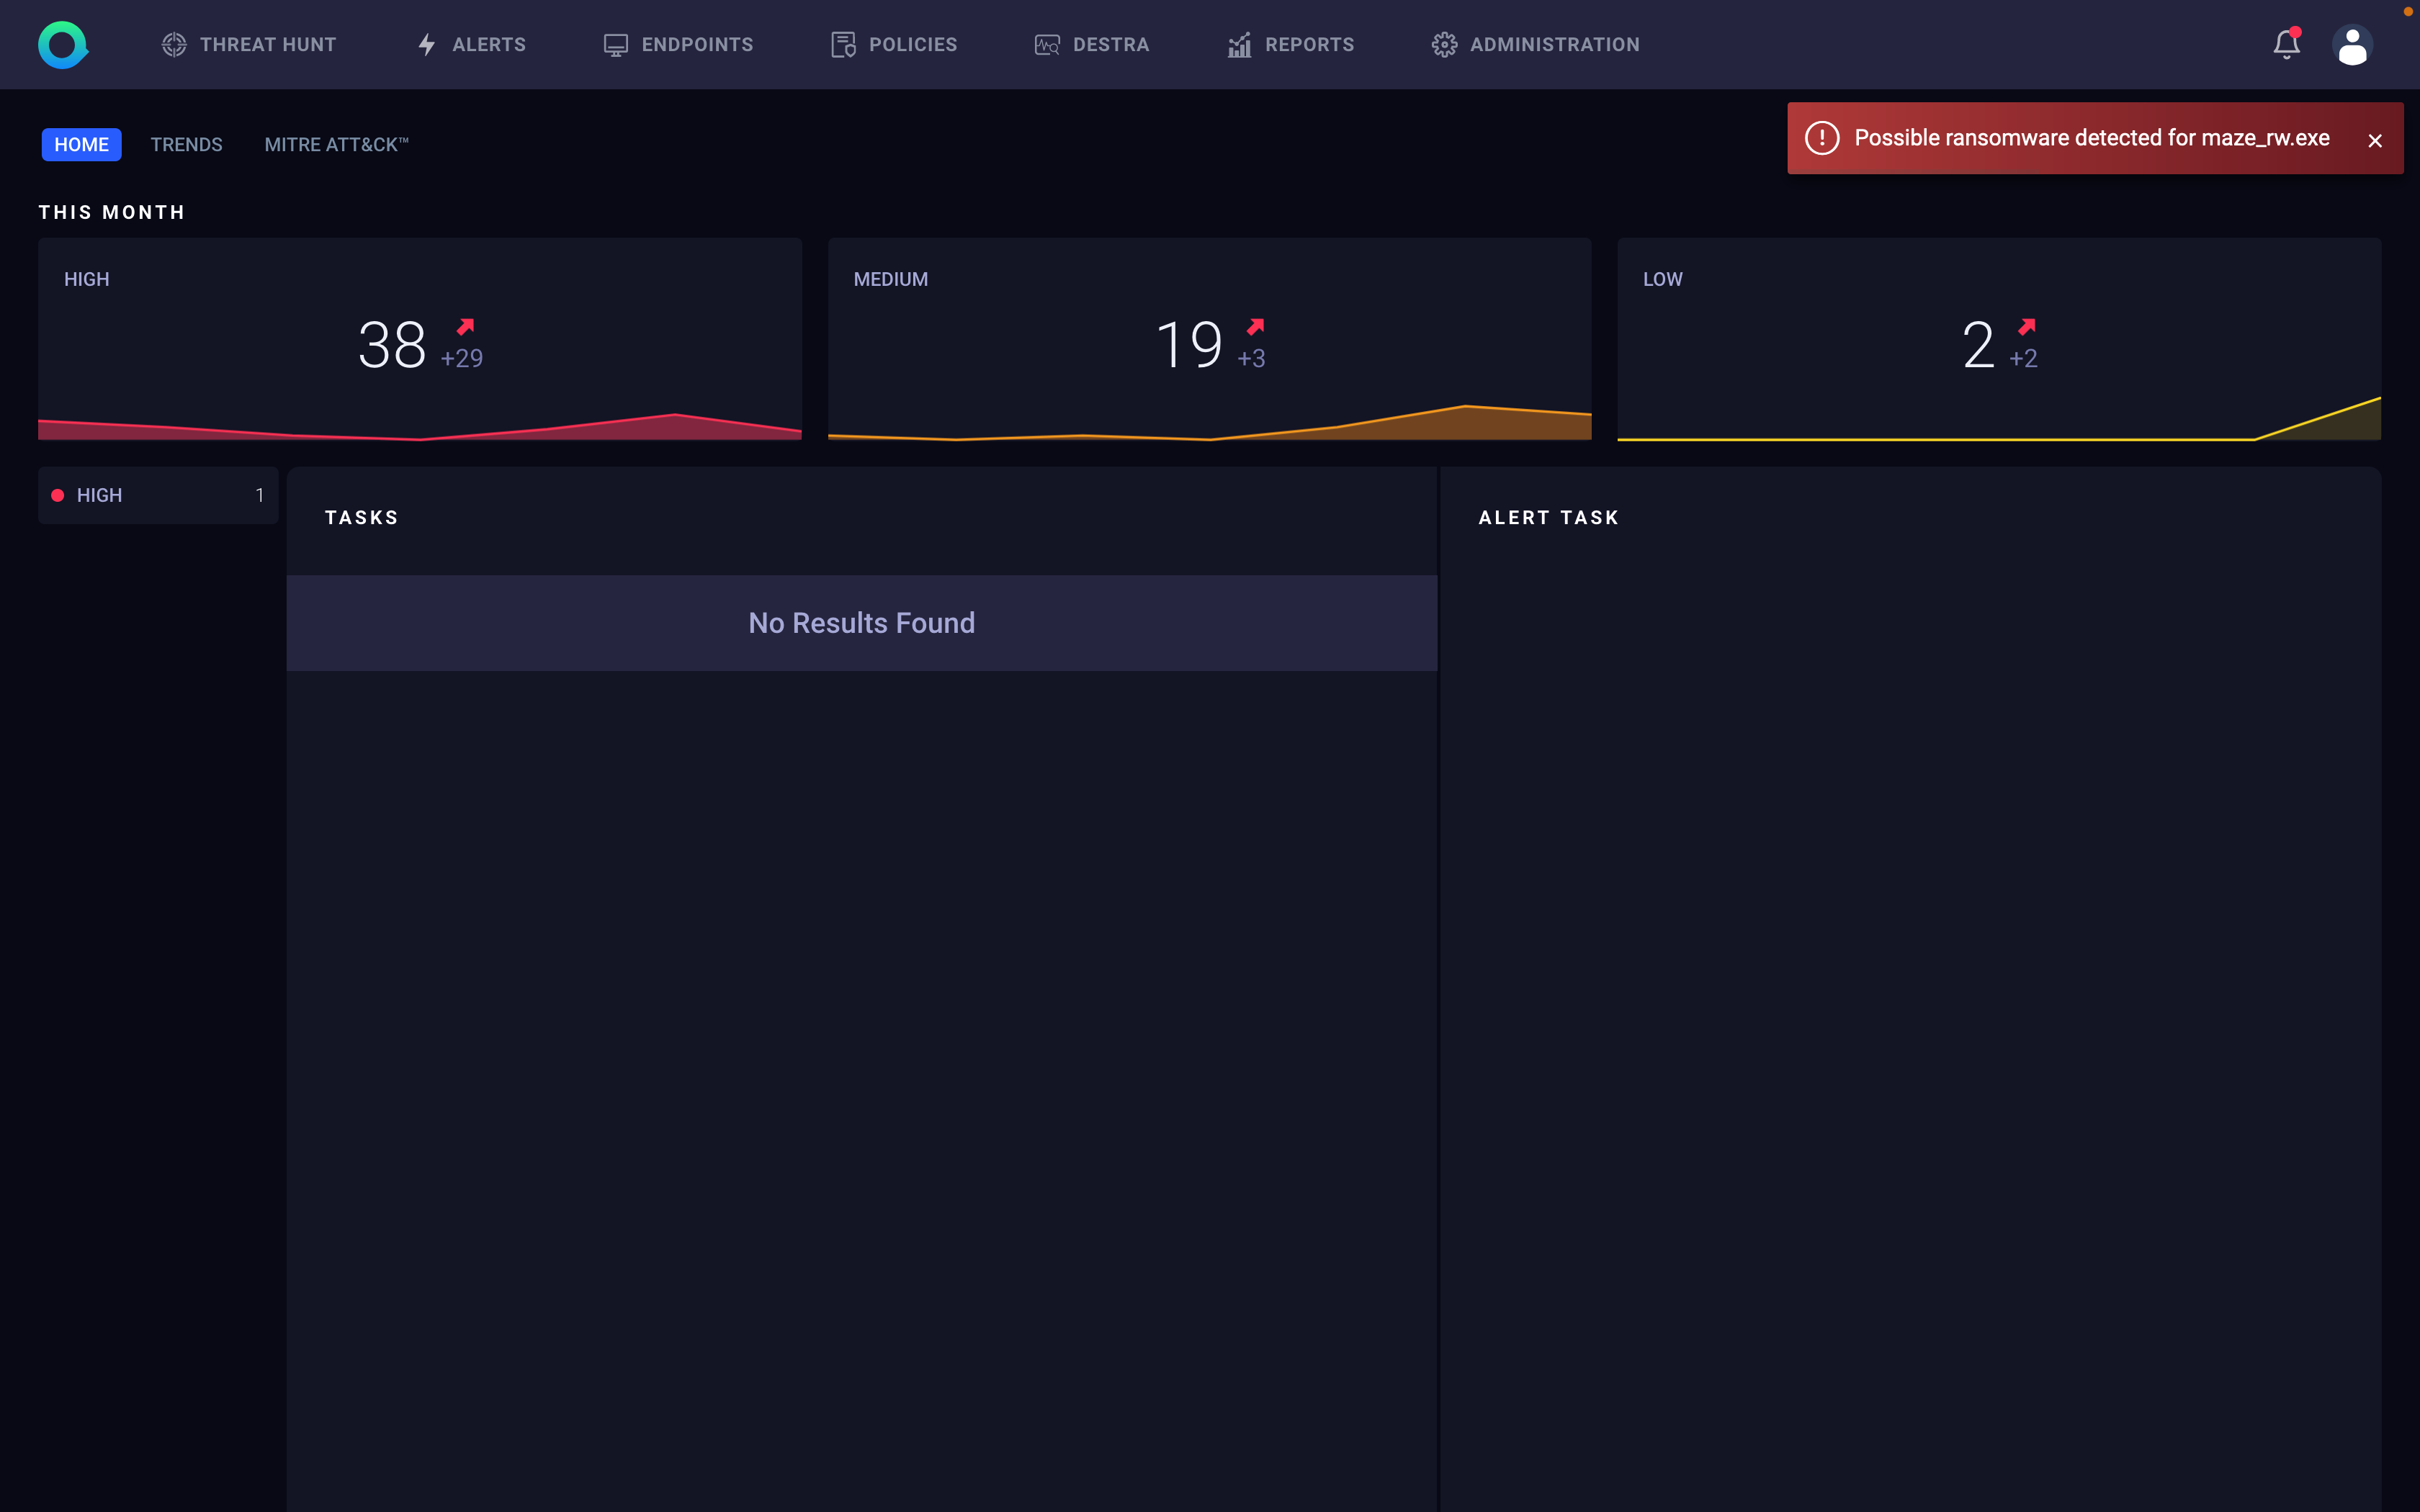 THREAT HUNT
ALERTS
ENDPOINTS
POLICIES
DESTRA
REPORTS
ADMINISTRATION
HOME
TRENDS
MITRE ATT&CK™
Possible ransomware detected for maze_rw.exe
THIS MONTH
HIGH
38 +29
MEDIUM
19 +3
LOW
2 +2
HIGH 1
TASKS
No Results Found
ALERT TASK